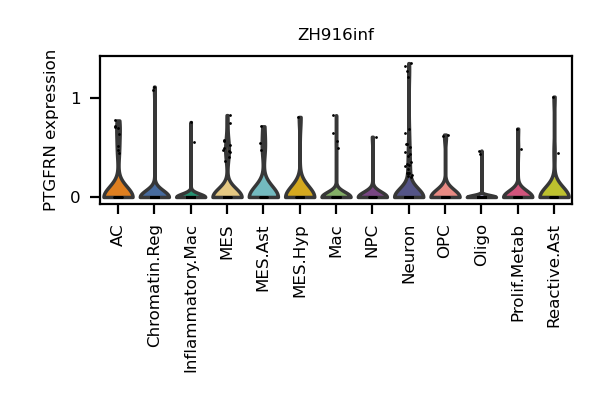 ZH916inf
PTGFRN expression
1
0
AC
Chromatin.Reg
Inflammatory.Mac
MES
MES.Ast
MES.Hyp
Mac
NPC
Neuron
OPC
Oligo
Prolif.Metab
Reactive.Ast